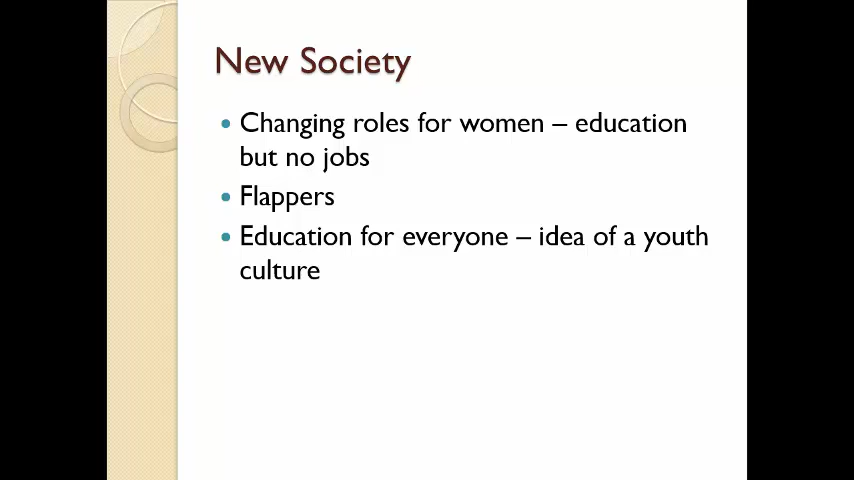 New Society
• Changing roles for women – education
but no jobs
• Flappers
• Education for everyone – idea of a youth
culture